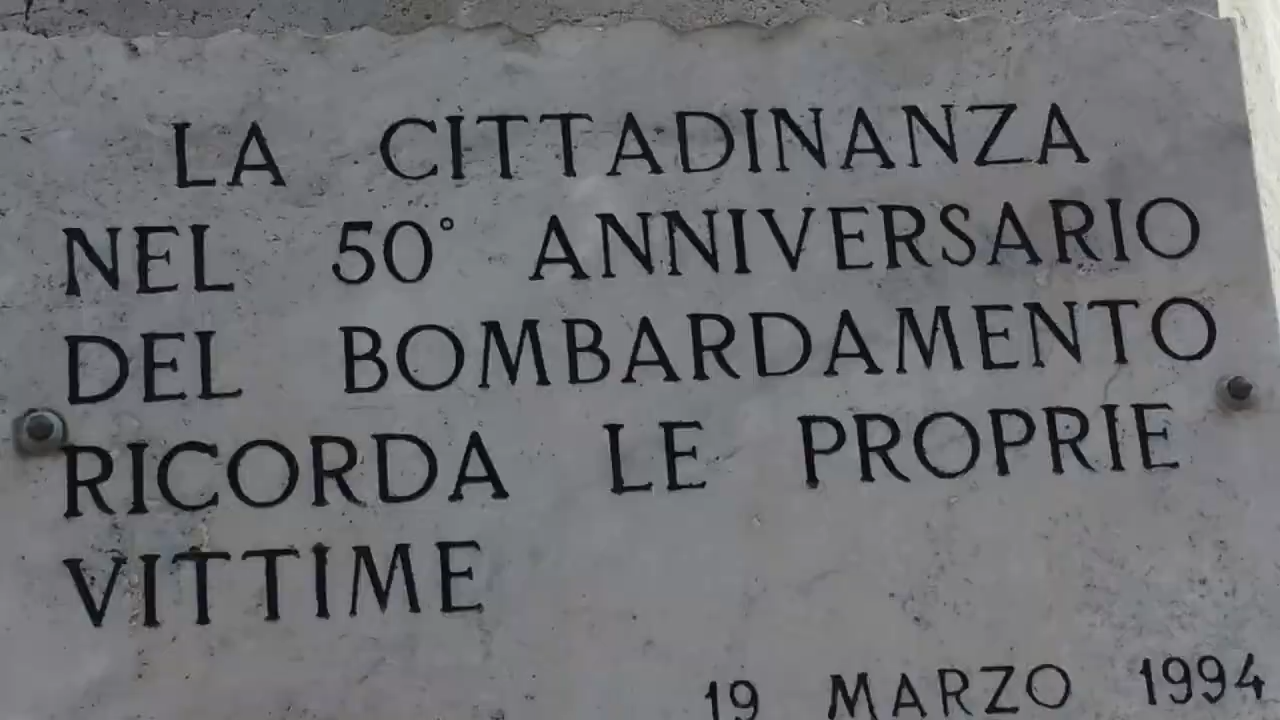 LA CITTADINANZA
NEL 50° ANNIVERSARIO
DEL BOMBARDAMENTO
RICORDA LE PROPRIE
VITTIME
19 MARZO 1994